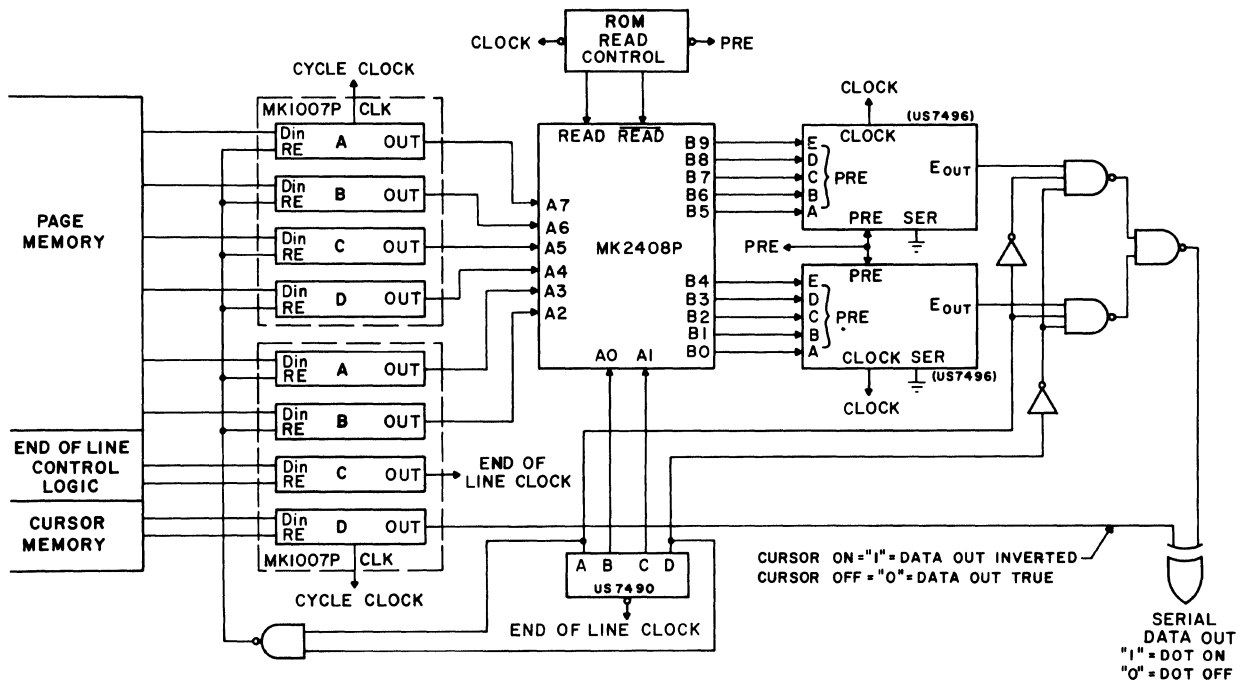 ROM
READ
CONTROL
CLOCK
PRE
CYCLE CLOCK
MK1007P CLK
Din
RE
A
OUT
Din
RE
B
OUT
Din
RE
C
OUT
Din
RE
D
OUT
PAGE
MEMORY
Din
RE
A
OUT
Din
RE
B
OUT
END OF LINE
CONTROL
LOGIC
Din
RE
C
OUT
END OF
LINE CLOCK
CURSOR
MEMORY
Din
RE
D
OUT
MK1007P CLK
CYCLE CLOCK
READ READ
A7
A6
A5
A4
A3
A2
MK2408P
B9
B8
B7
B6
B5
B4
B3
B2
B1
B0
A0 A1
CLOCK
(US7496)
CLOCK
E
D
C
B
A
PRE
EOUT
PRE SER
PRE
PRE
E
D
C
B
A
PRE
EOUT
CLOCK SER
(US7496)
CLOCK
A B C D
US7490
END OF LINE CLOCK
CURSOR ON="1"=DATA OUT INVERTED
CURSOR OFF="0"=DATA OUT TRUE
SERIAL
DATA OUT
"1"=DOT ON
"0"=DOT OFF